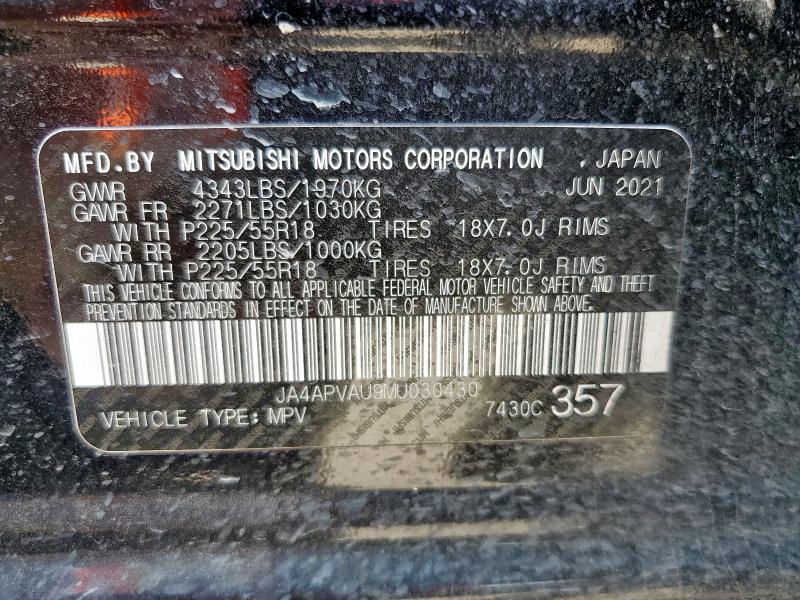 MFD.BY MITSUBISHI MOTORS CORPORATION , JAPAN
GVWR 4343LBS/1970KG JUN 2021
GAWR FR 2271LBS/1030KG
WITH P225/55R18 TIRES 18X7.0J RIMS
GAWR RR 2205LBS/1000KG
WITH P225/55R18 TIRES 18X7.0J RIMS
THIS VEHICLE CONFORMS TO ALL APPLICABLE FEDERAL MOTOR VEHICLE SAFETY AND THEFT
PREVENTION STANDARDS IN EFFECT ON THE DATE OF MANUFACTURE SHOWN ABOVE.
JA4APVAU9MU030430
VEHICLE TYPE:MPV 7430C 357